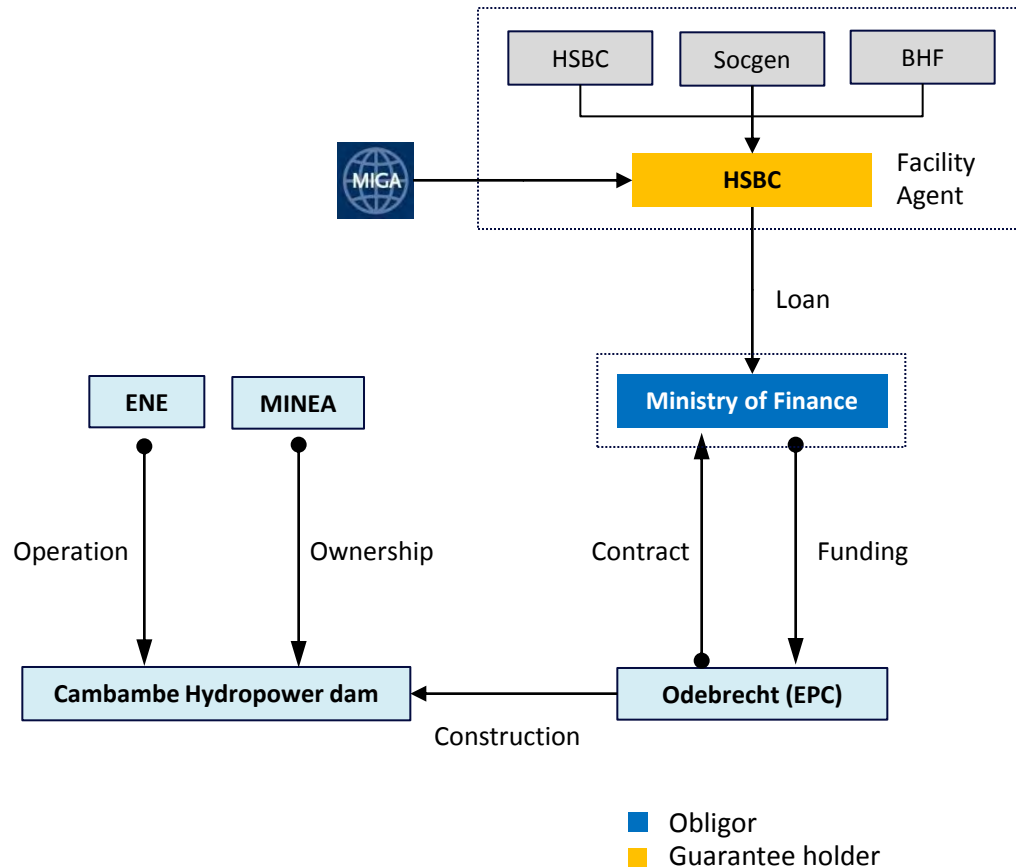 HSBC
Socgen
BHF
MIGA
HSBC
Facility
Agent
Loan
ENE
MINEA
Ministry of Finance
Operation
Ownership
Contract
Funding
Cambambe Hydropower dam
Odebrecht (EPC)
Construction
Obligor
Guarantee holder